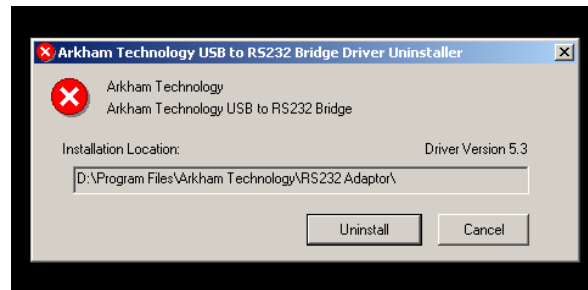 Arkham Technology USB to RS232 Bridge Driver Uninstaller
Arkham Technology
Arkham Technology USB to RS232 Bridge
Installation Location: Driver Version 5.3
D:\Program Files\Arkham Technology\RS232 Adaptor\
Uninstall Cancel